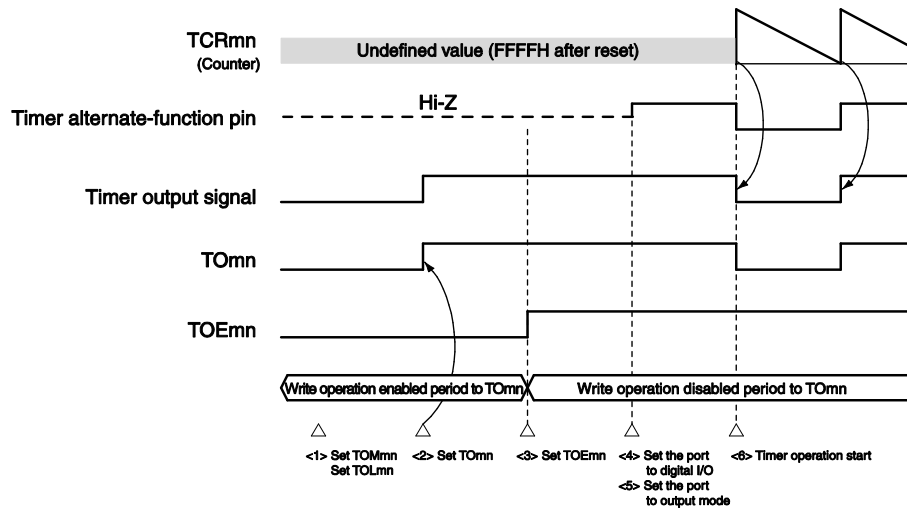 TCRmn
(Counter)
Undefined value (FFFFH after reset)
Hi-Z
Timer alternate-function pin
Timer output signal
TOmn
TOEmn
Write operation enabled period to TOmn
Write operation disabled period to TOmn
<1> Set TOMmn
Set TOLmn
<2> Set TOmn
<3> Set TOEmn
<4> Set the port
to digital I/O
<5> Set the port
to output mode
<6> Timer operation start